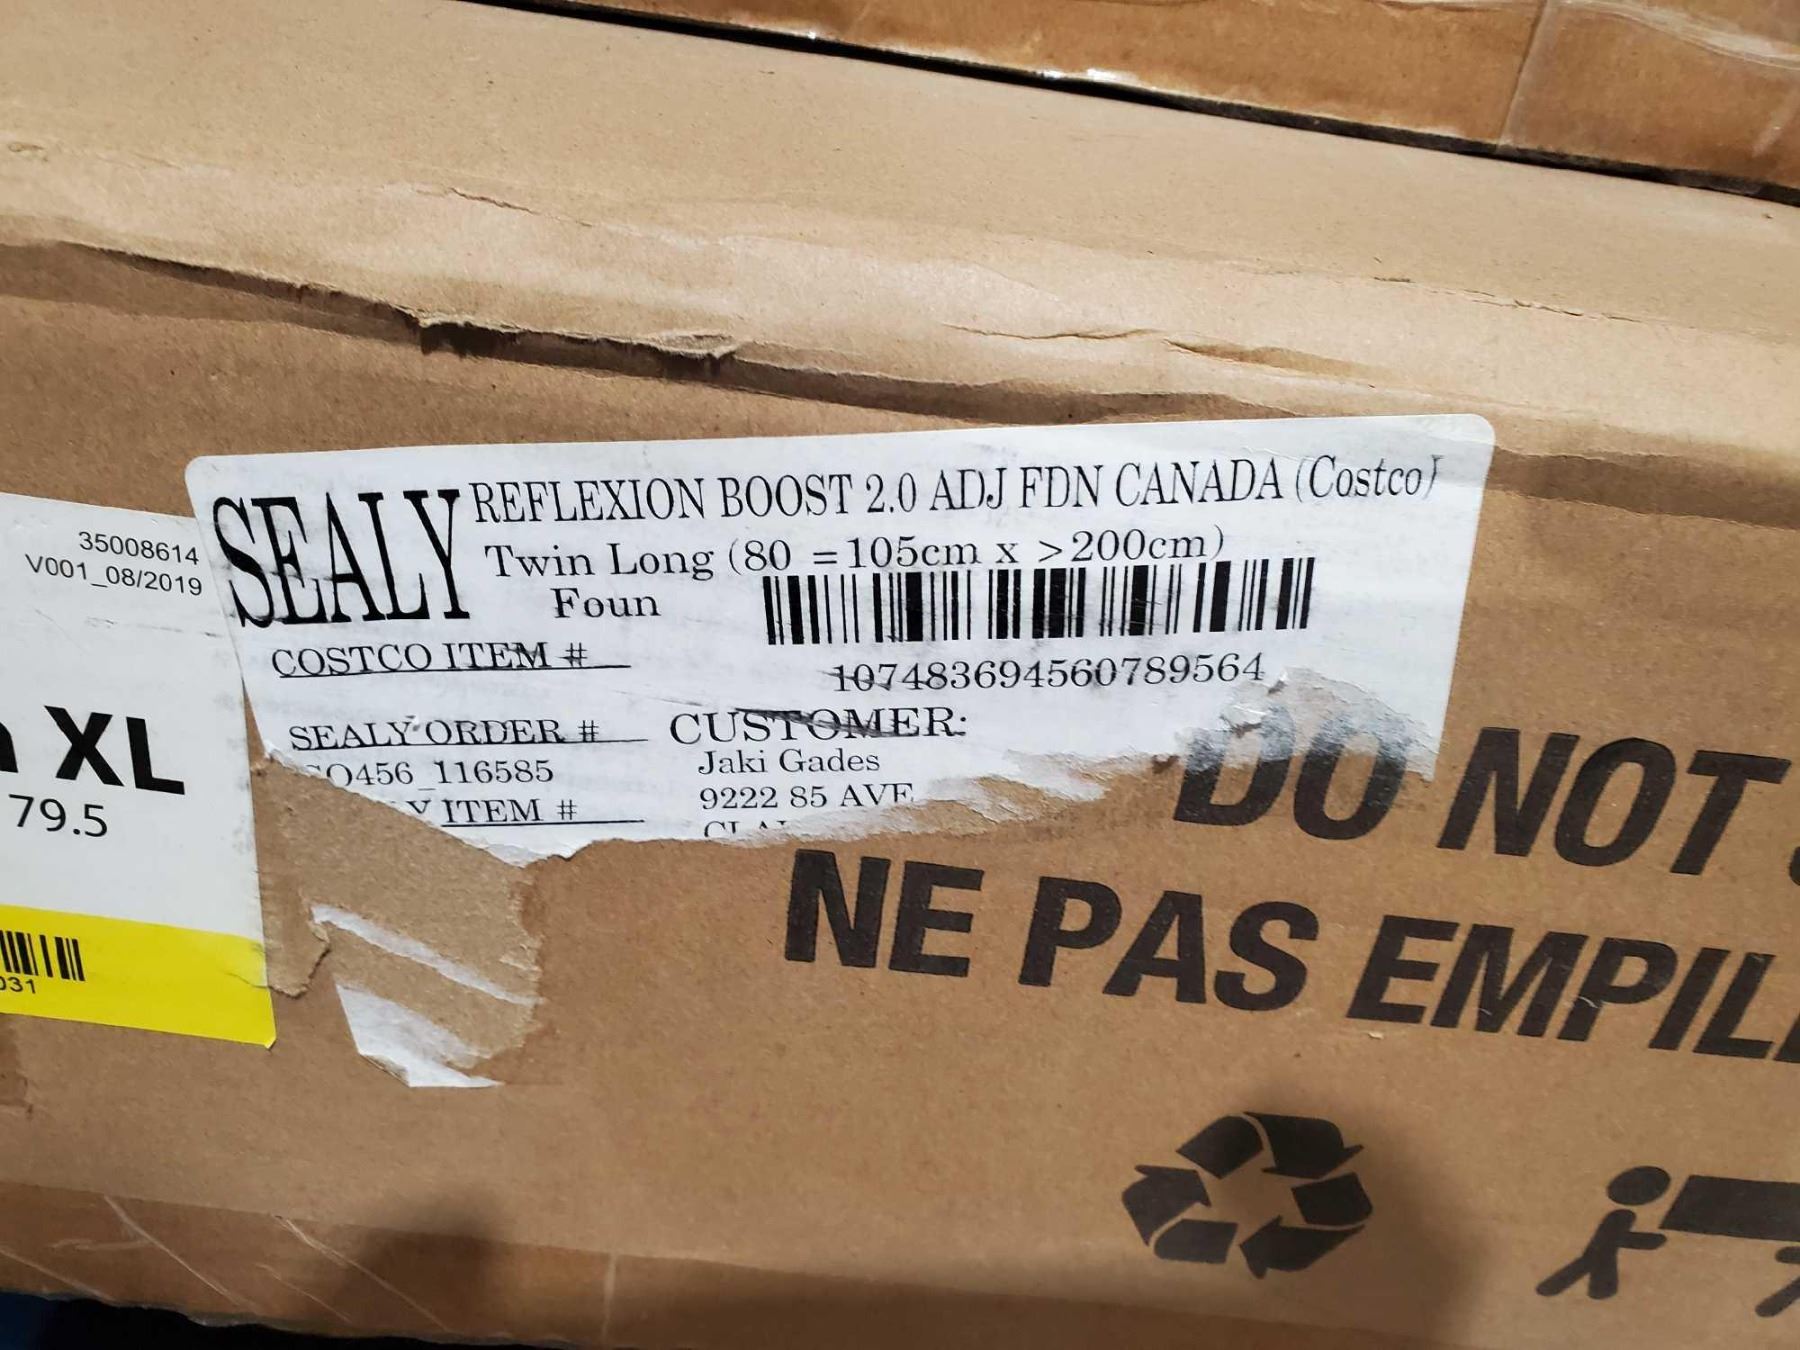 35008614
V001_08/2019
XL
79.5
031
SEALY
REFLEXION BOOST 2.0 ADJ FDN CANADA (Costco)
Twin Long (80 =105cm x >200cm)
Foun
COSTCO ITEM #
107483694560789564
SEALY ORDER #
O456_116585
Y ITEM #
CUSTOMER:
Jaki Gades
9222 85 AVE
DO NOT
NE PAS EMPIL